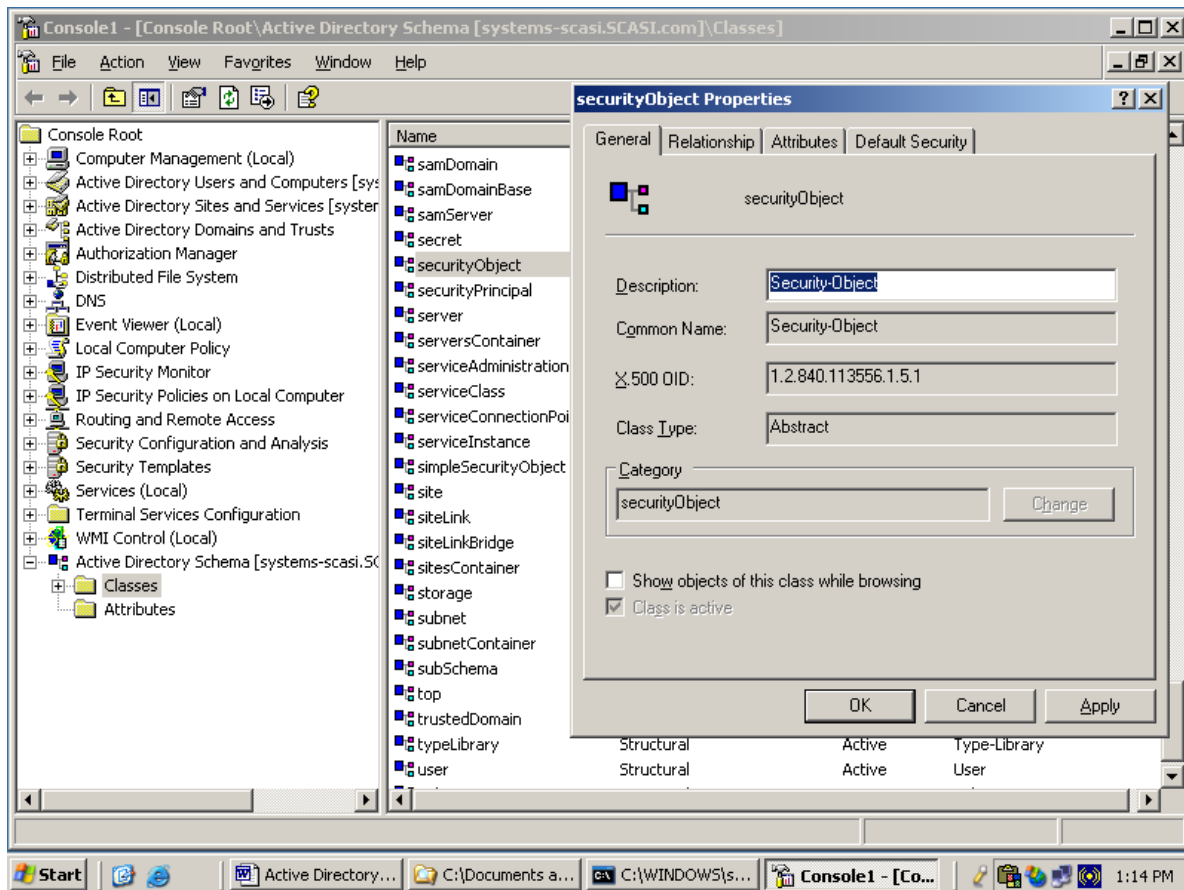 Console1 - [Console Root\Active Directory Schema [systems-scasi.SCASI.com]\Classes]
File Action View Favorites Window Help
Console Root
Computer Management (Local)
Active Directory Users and Computers [sys
Active Directory Sites and Services [system
Active Directory Domains and Trusts
Authorization Manager
Distributed File System
DNS
Event Viewer (Local)
Local Computer Policy
IP Security Monitor
IP Security Policies on Local Computer
Routing and Remote Access
Security Configuration and Analysis
Security Templates
Services (Local)
Terminal Services Configuration
WMI Control (Local)
Active Directory Schema [systems-scasi.SC
Classes
Attributes
Name
samDomain
samDomainBase
samServer
secret
securityObject
securityPrincipal
server
serversContainer
serviceAdministration
serviceClass
serviceConnectionPoi
serviceInstance
simpleSecurityObject
site
siteLink
siteLinkBridge
sitesContainer
storage
subnet
subnetContainer
subSchema
top
trustedDomain
typeLibrary Structural Active Type-Library
user Structural Active User
securityObject Properties
General Relationship Attributes Default Security
securityObject
Description: Security-Object
Common Name: Security-Object
X.500 OID: 1.2.840.113556.1.5.1
Class Type: Abstract
Category
securityObject Change
Show objects of this class while browsing
Class is active
OK Cancel Apply
Start Active Directory... C:\Documents a... C:\WINDOWS\s... Console1 - [Co... 1:14 PM